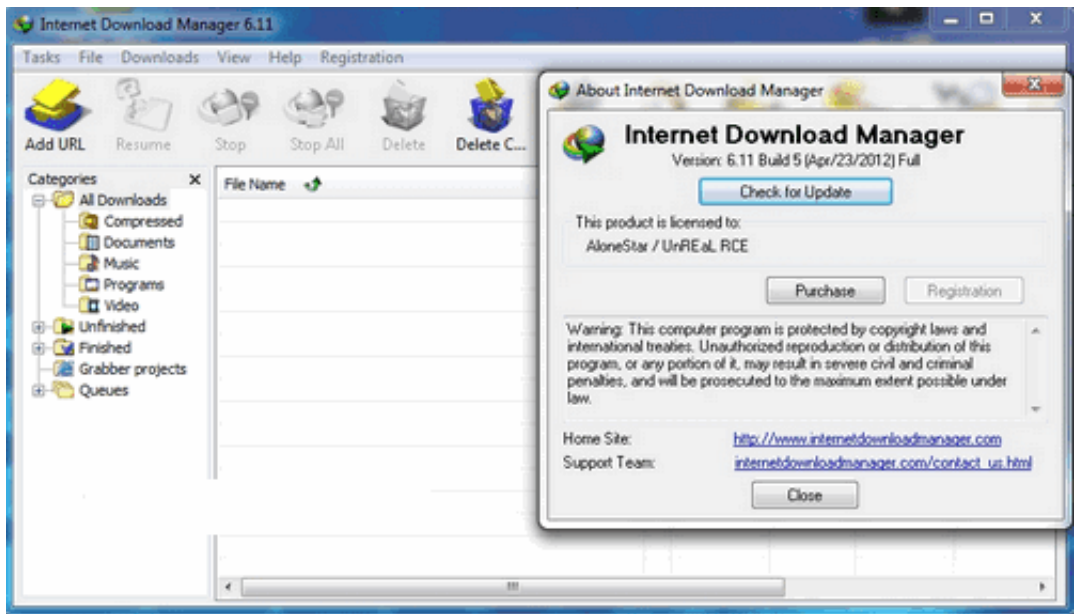 Internet Download Manager 6.11
Tasks File Downloads View Help Registration
Add URL Resume Stop Stop All Delete Delete C...
Categories
All Downloads
Compressed
Documents
Music
Programs
Video
Unfinished
Finished
Grabber projects
Queues
File Name
About Internet Download Manager
Internet Download Manager
Version: 6.11 Build 5 (Apr/23/2012) Full
Check for Update
This product is licensed to:
AloneStar / UnREaL RCE
Purchase Registration
Warning: This computer program is protected by copyright laws and
international treaties. Unauthorized reproduction or distribution of this
program, or any portion of it, may result in severe civil and criminal
penalties, and will be prosecuted to the maximum extent possible under
law.
Home Site: http://www.internetdownloadmanager.com
Support Team: internetdownloadmanager.com/contact_us.html
Close